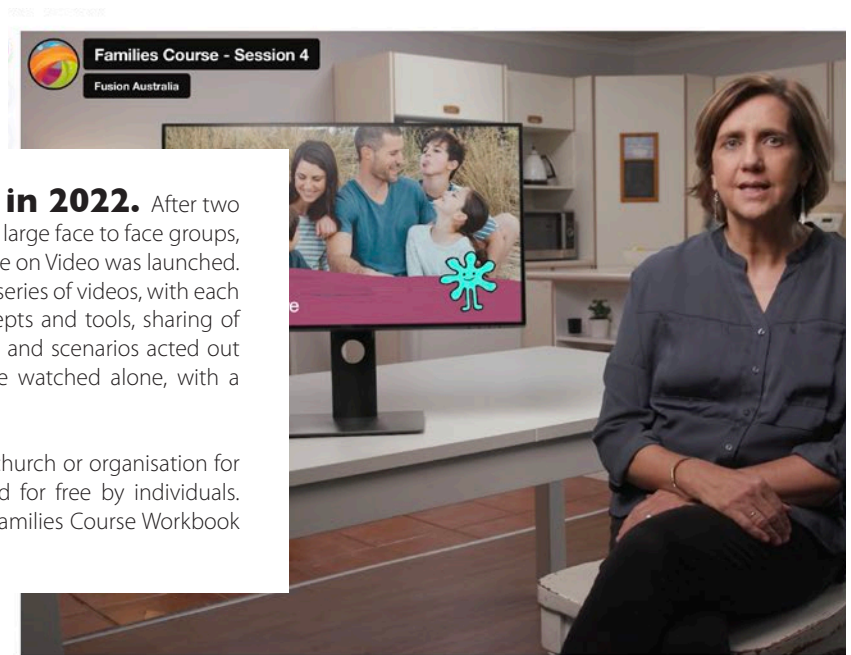 Families Course - Session 4
Fusion Australia
in 2022. After two
large face to face groups,
e on Video was launched.
series of videos, with each
epts and tools, sharing of
and scenarios acted out
e watched alone, with a
hurch or organisation for
d for free by individuals.
amilies Course Workbook
e